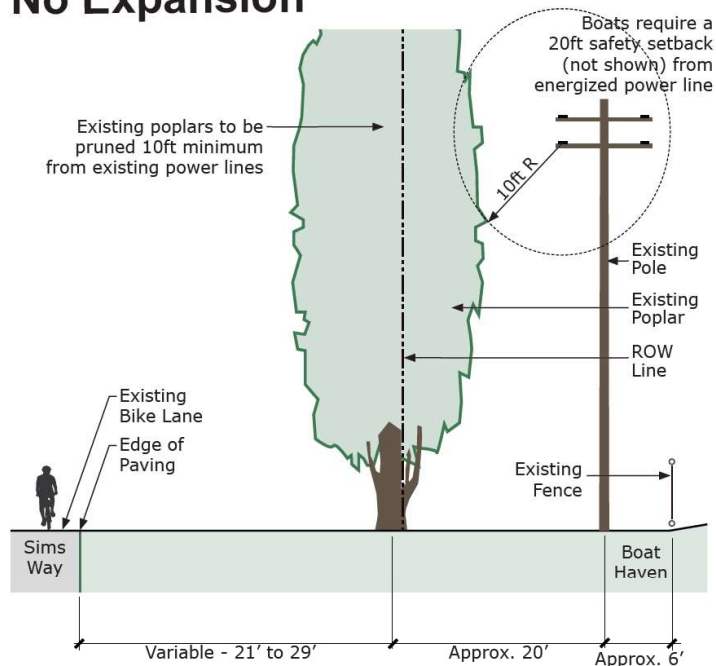 No Expansion
Boats require a
20ft safety setback
(not shown) from
energized power line
Existing poplars to be
pruned 10ft minimum
from existing power lines
10ft R
Existing
Pole
Existing
Poplar
ROW
Line
Existing
Bike Lane
Edge of
Paving
Existing
Fence
Sims
Way
Boat
Haven
Variable - 21' to 29'
Approx. 20'
Approx. 6'